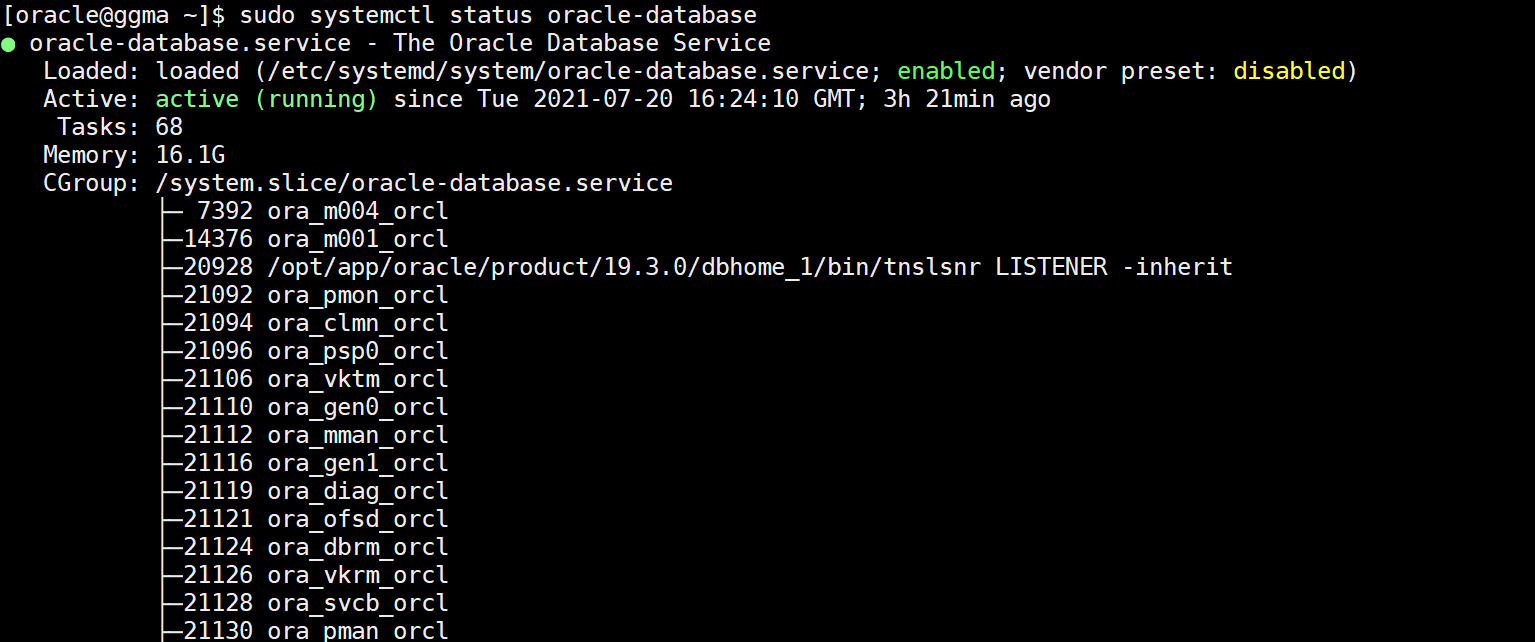 [oracle@ggma ~]$ sudo systemctl status oracle-database
● oracle-database.service - The Oracle Database Service
   Loaded: loaded (/etc/systemd/system/oracle-database.service; enabled; vendor preset: disabled)
   Active: active (running) since Tue 2021-07-20 16:24:10 GMT; 3h 21min ago
    Tasks: 68
   Memory: 16.1G
   CGroup: /system.slice/oracle-database.service
           ├─ 7392 ora_m004_orcl
           ├─14376 ora_m001_orcl
           ├─20928 /opt/app/oracle/product/19.3.0/dbhome_1/bin/tnslsnr LISTENER -inherit
           ├─21092 ora_pmon_orcl
           ├─21094 ora_clmn_orcl
           ├─21096 ora_psp0_orcl
           ├─21106 ora_vktm_orcl
           ├─21110 ora_gen0_orcl
           ├─21112 ora_mman_orcl
           ├─21116 ora_gen1_orcl
           ├─21119 ora_diag_orcl
           ├─21121 ora_ofsd_orcl
           ├─21124 ora_dbrm_orcl
           ├─21126 ora_vkrm_orcl
           ├─21128 ora_svcb_orcl
           ├─21130 ora_pman_orcl